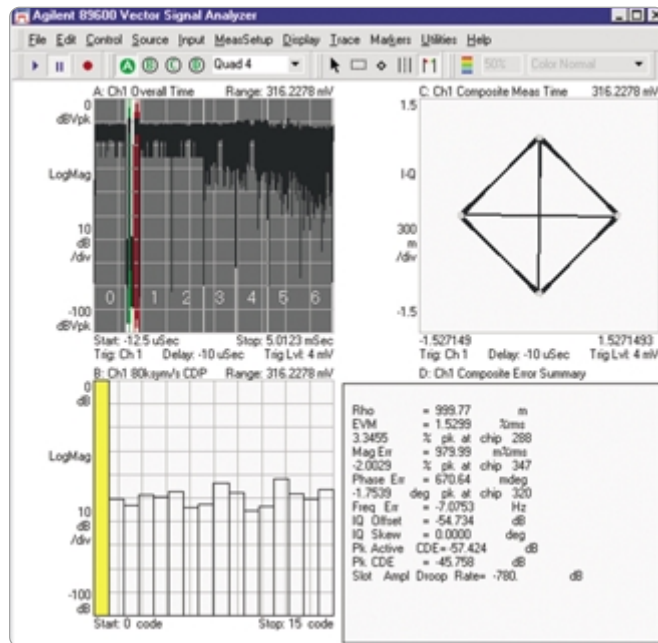 Agilent 89600 Vector Signal Analyzer
File Edit Control Source Input MeasSetup Display Trace Markers Utilities Help
A B C D Quad 4 50% Color Normal
A: Ch1 Overall Time Range: 316.2278 mV
0
dBVpk
LogMag
10
dB
/div
-100
dBVpk
0 1 2 3 4 5 6
Start: -12.5 uSec Stop: 5.0123 mSec
Trig: Ch 1 Delay: -10 uSec Trig Lvl: 4 mV
C: Ch1 Composite Meas Time 316.2278 mV
1.5
I-Q
300
m
/div
-1.5
-1.527149 1.5271493
Trig: Ch 1 Delay: -10 uSec Trig Lvl: 4 mV
B: Ch1 80ksym/s CDP Range: 316.2278 mV
0
dB
LogMag
10
dB
/div
-100
dB
Start: 0 code Stop: 15 code
D: Ch1 Composite Error Summary
Rho = 999.77 m
EVM = 1.5299 %rms
3.3455 % pk at chip 288
Mag Err = 979.99 m%rms
-2.0029 % pk at chip 347
Phase Err = 670.64 mdeg
-1.7539 deg pk at chip 320
Freq Err = -7.0753 Hz
IQ Offset = -54.734 dB
IQ Skew = 0.0000 deg
Pk Active CDE= -57.424 dB
Pk CDE = -45.758 dB
Slot Ampl Droop Rate= -780. dB